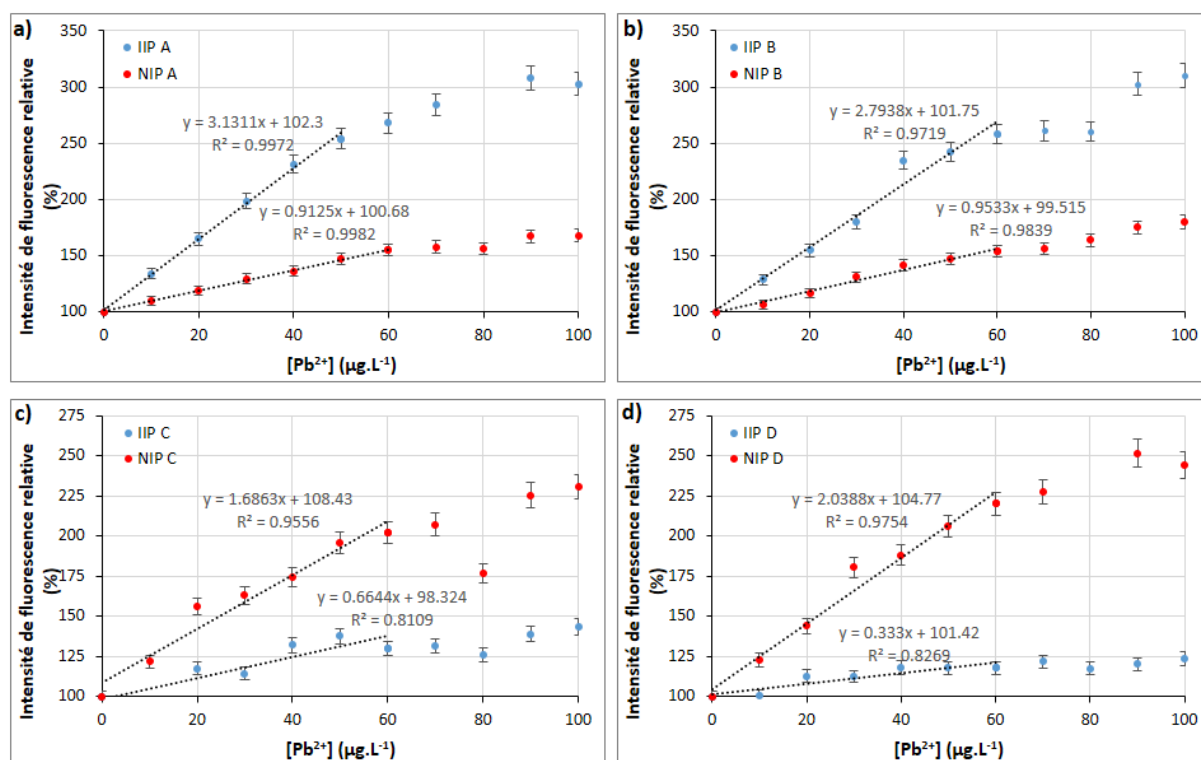 a)
Intensité de fluorescence relative
(%)
350
300
250
200
150
100
IIP A
NIP A
y = 3.1311x + 102.3
R² = 0.9972
y = 0.9125x + 100.68
R² = 0.9982
0 20 40 60 80 100
[Pb²⁺] (µg.L⁻¹)
b)
Intensité de fluorescence relative
(%)
350
300
250
200
150
100
IIP B
NIP B
y = 2.7938x + 101.75
R² = 0.9719
y = 0.9533x + 99.515
R² = 0.9839
0 20 40 60 80 100
[Pb²⁺] (µg.L⁻¹)
c)
Intensité de fluorescence relative
(%)
275
250
225
200
175
150
125
100
IIP C
NIP C
y = 1.6863x + 108.43
R² = 0.9556
y = 0.6644x + 98.324
R² = 0.8109
0 20 40 60 80 100
[Pb²⁺] (µg.L⁻¹)
d)
Intensité de fluorescence relative
(%)
275
250
225
200
175
150
125
100
IIP D
NIP D
y = 2.0388x + 104.77
R² = 0.9754
y = 0.333x + 101.42
R² = 0.8269
0 20 40 60 80 100
[Pb²⁺] (µg.L⁻¹)